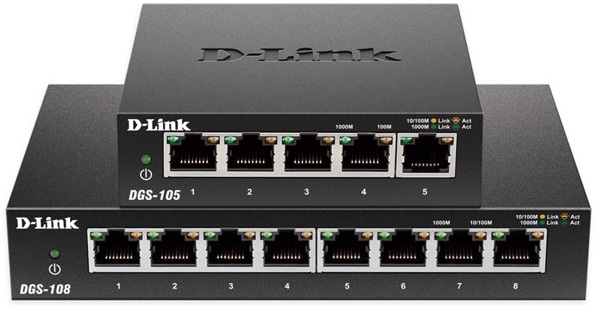 D-Link
D-Link
1000M 100M
10/100M Link Act
1000M Link Act
1 2 3 4 5
DGS-105
D-Link
1000M 10/100M
10/100M Link Act
1000M Link Act
1 2 3 4 5 6 7 8
DGS-108